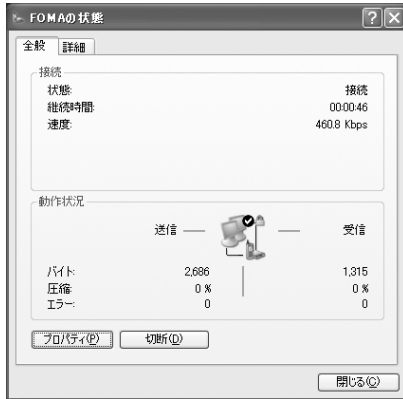 FOMAの状態
全般 詳細
接続
状態: 接続
継続時間: 00:00:46
速度: 460.8 Kbps
動作状況
送信 受信
バイト: 2,686 1,315
圧縮: 0 % 0 %
エラー: 0 0
プロパティ(P) 切断(D)
閉じる(C)